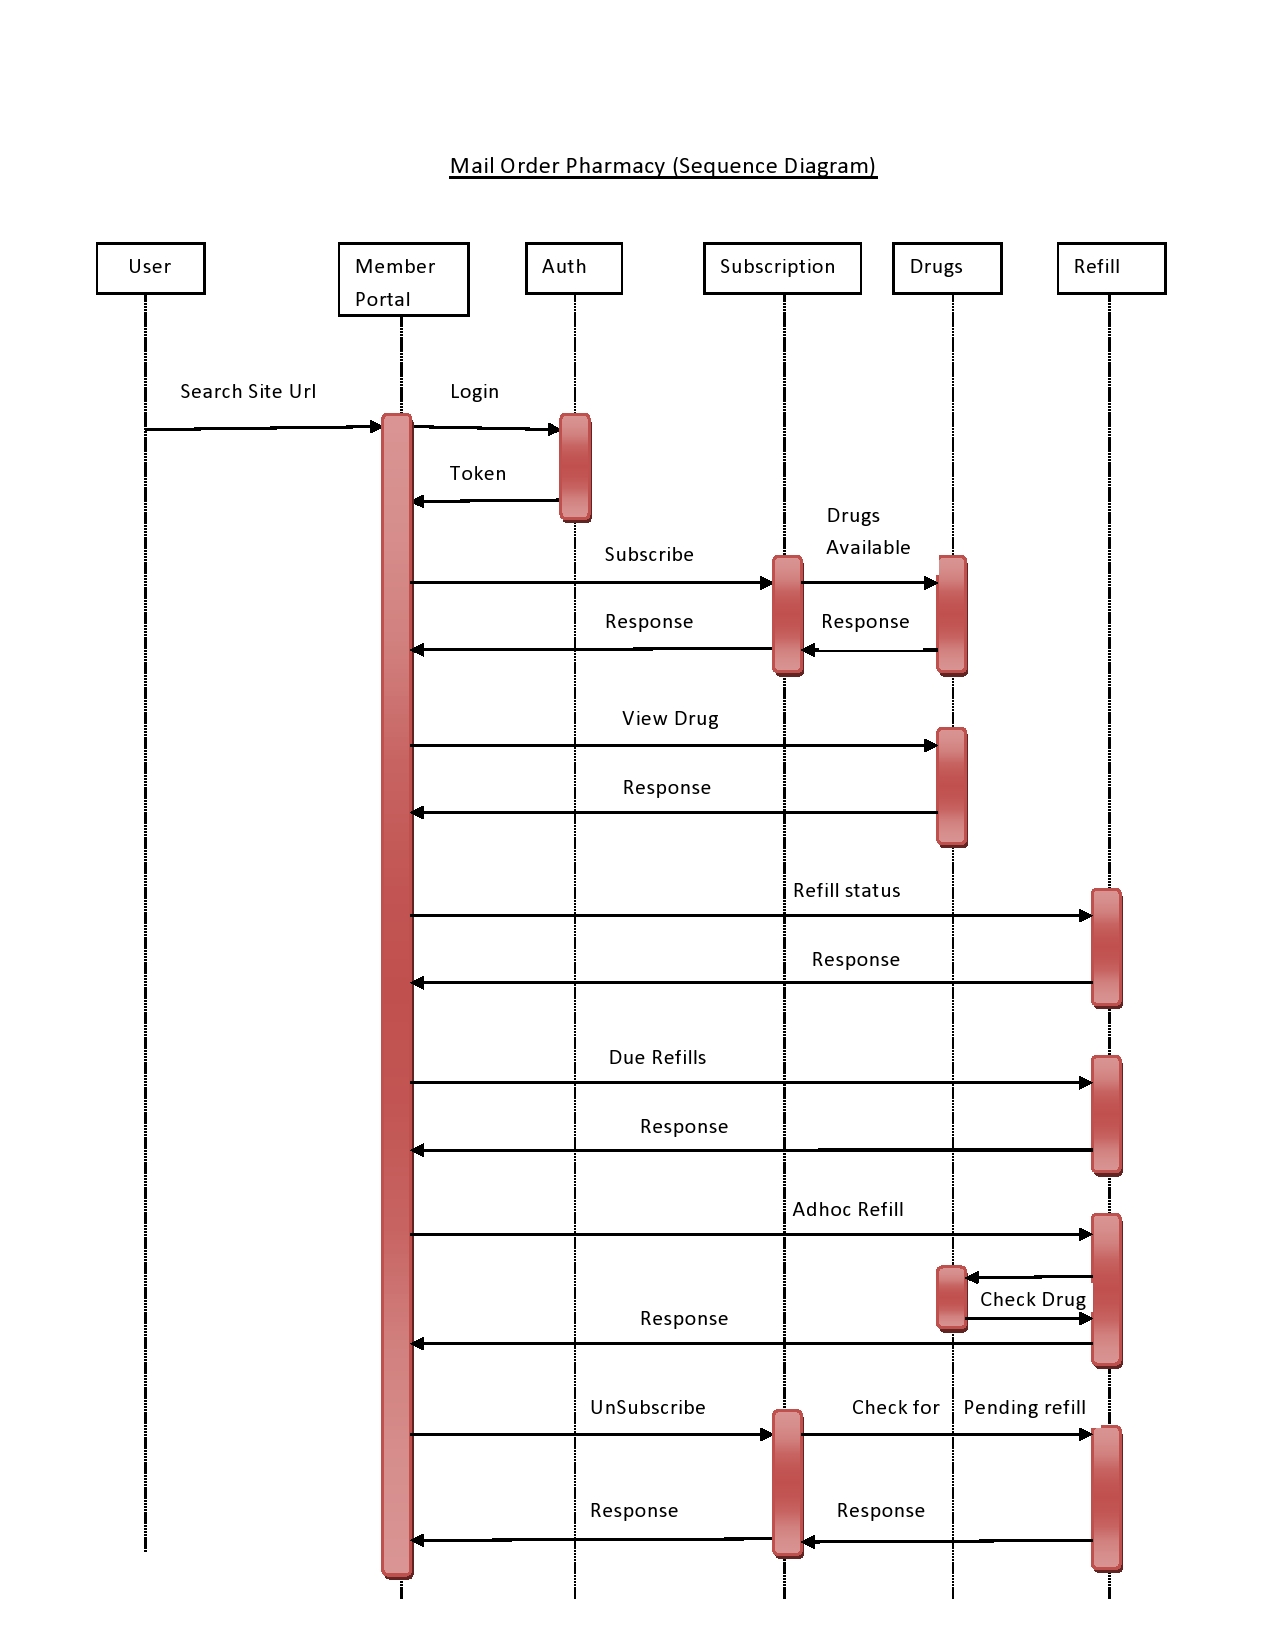 Mail Order Pharmacy (Sequence Diagram)
User
Member
Portal
Auth
Subscription
Drugs
Refill
Search Site Url
Login
Token
Drugs
Available
Subscribe
Response
Response
View Drug
Response
Refill status
Response
Due Refills
Response
Adhoc Refill
Check Drug
Response
UnSubscribe
Check for Pending refill
Response
Response